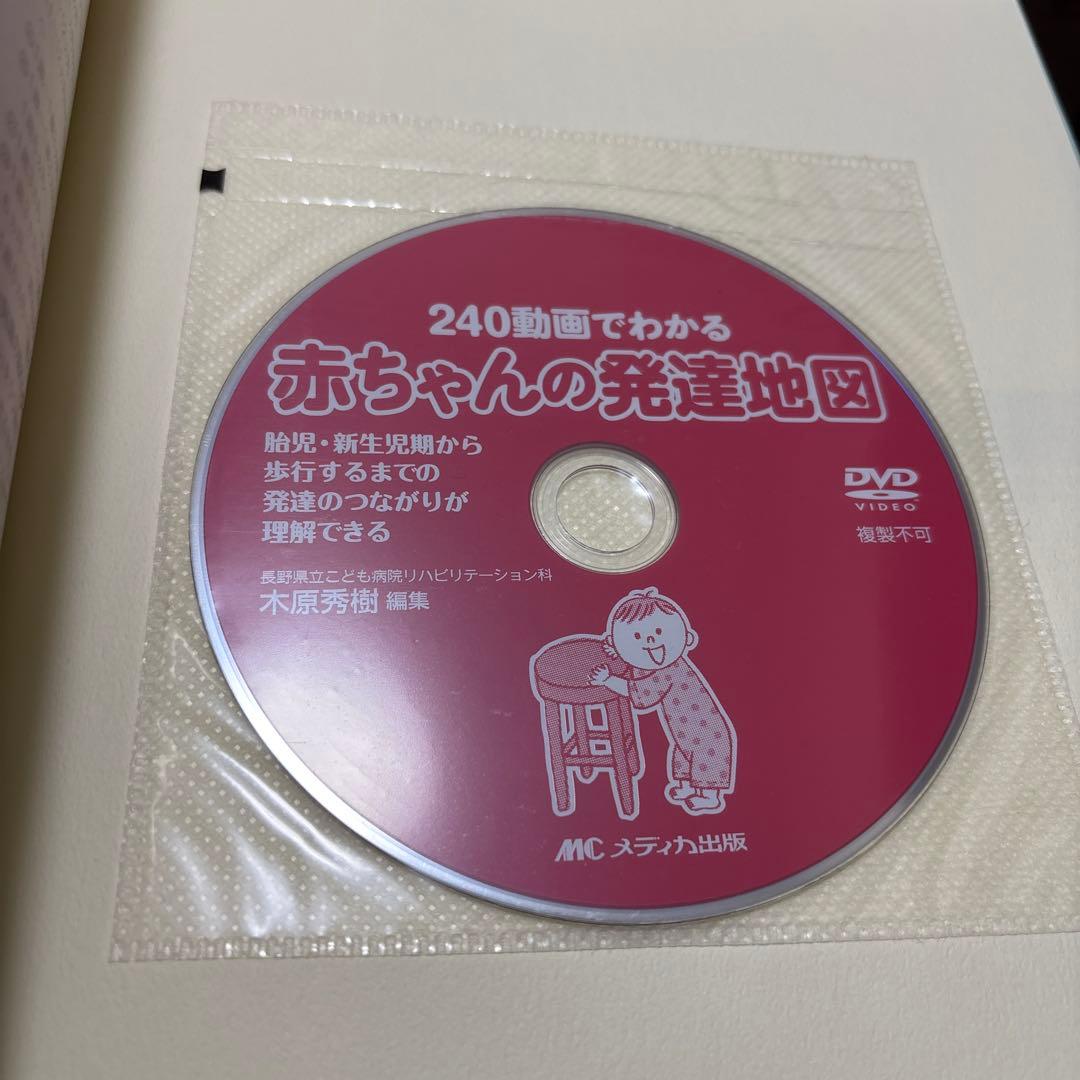 240動画でわかる
赤ちゃんの発達地図
胎児・新生児期から
歩行するまでの
発達のつながりが
理解できる
長野県立こども病院リハビリテーション科
木原秀樹 編集
DVD
VIDEO™
複製不可
MC メディカ出版